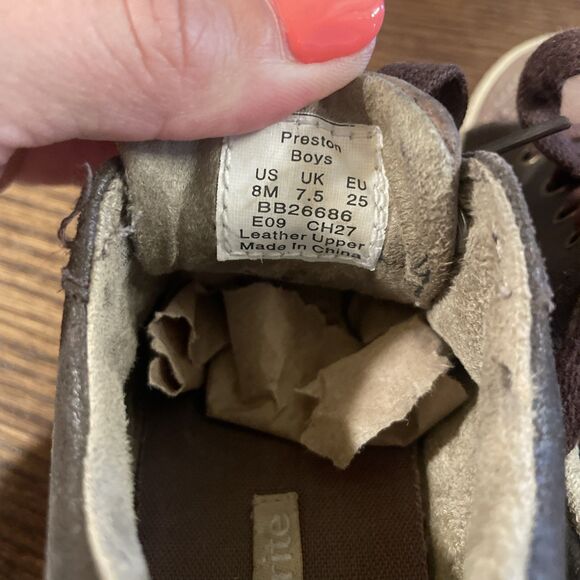 Preston
Boys
US UK EU
8M 7.5 25
BB26686
E09 CH27
Leather Upper
Made In China